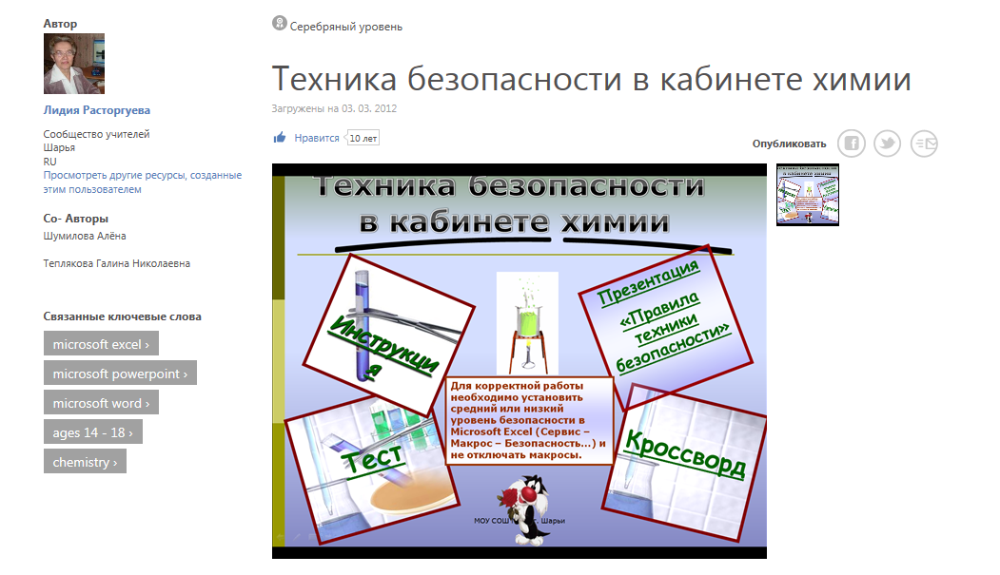 Автор
Лидия Расторгуева
Сообщество учителей
Шарья
RU
Просмотреть другие ресурсы, созданные
этим пользователем
Со- Авторы
Шумилова Алёна
Теплякова Галина Николаевна
Связанные ключевые слова
microsoft excel ›
microsoft powerpoint ›
microsoft word ›
ages 14 - 18 ›
chemistry ›
Серебряный уровень
Техника безопасности в кабинете химии
Загружены на 03. 03. 2012
Нравится
10 лет
Опубликовать
Техника безопасности
в кабинете химии
Инструкци
я
Презентация
«Правила
техники
безопасности»
Для корректной работы
необходимо установить
средний или низкий
уровень безопасности в
Microsoft Excel (Сервис –
Макрос – Безопасность...) и
не отключать макросы.
Тест
Кроссворд
МОУ СОШ г. Шарьи